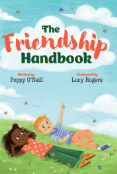 The
Friendship
Handbook
Written by
Poppy O'Neill
Illustrated by
Lucy Rogers